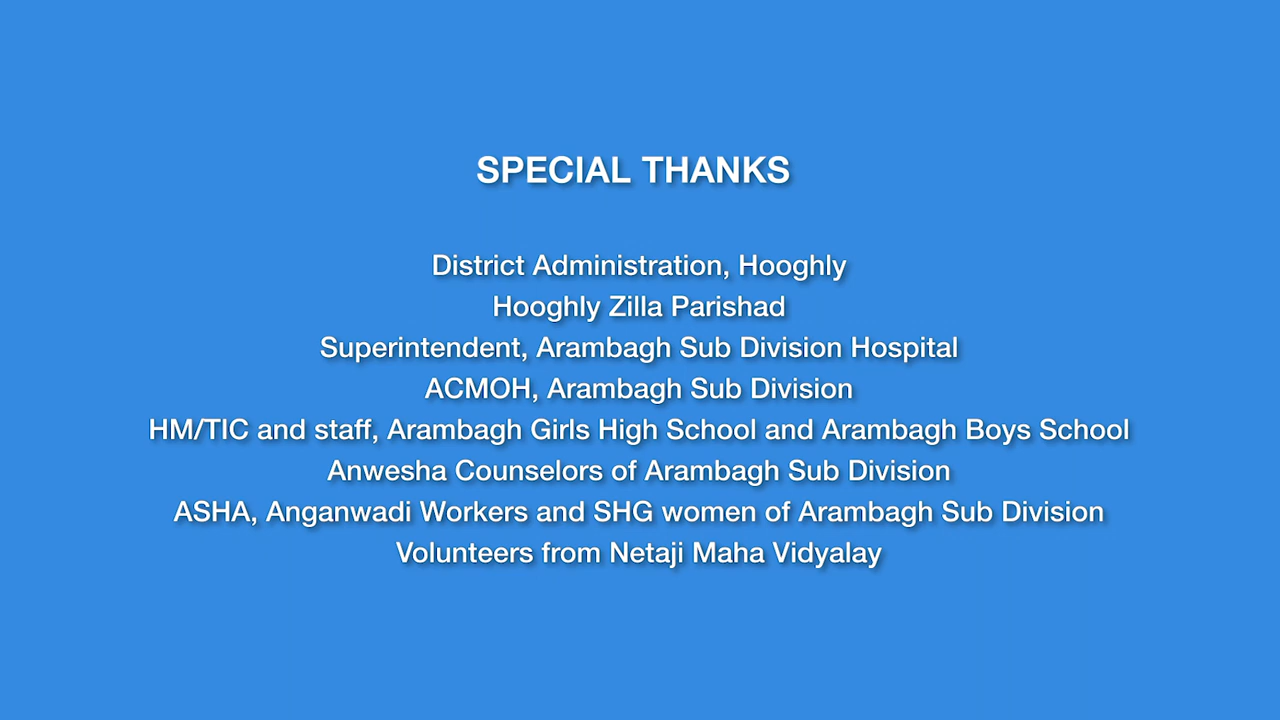 SPECIAL THANKS
District Administration, Hooghly
Hooghly Zilla Parishad
Superintendent, Arambagh Sub Division Hospital
ACMOH, Arambagh Sub Division
HM/TIC and staff, Arambagh Girls High School and Arambagh Boys School
Anwesha Counselors of Arambagh Sub Division
ASHA, Anganwadi Workers and SHG women of Arambagh Sub Division
Volunteers from Netaji Maha Vidyalay